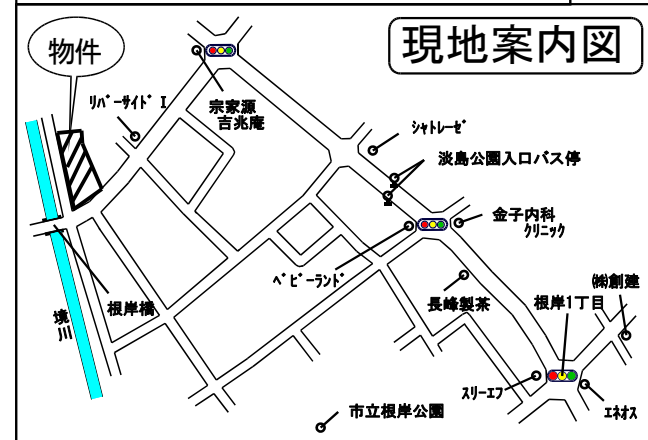 現地案内図
物件
リバーサイドⅠ
宗家源
吉兆庵
シャトレーゼ
淡島公園入口バス停
金子内科
クリニック
ベビーランド
長峰製茶
㈱創建
根岸1丁目
根岸橋
境川
スリーエフ
エネオス
市立根岸公園